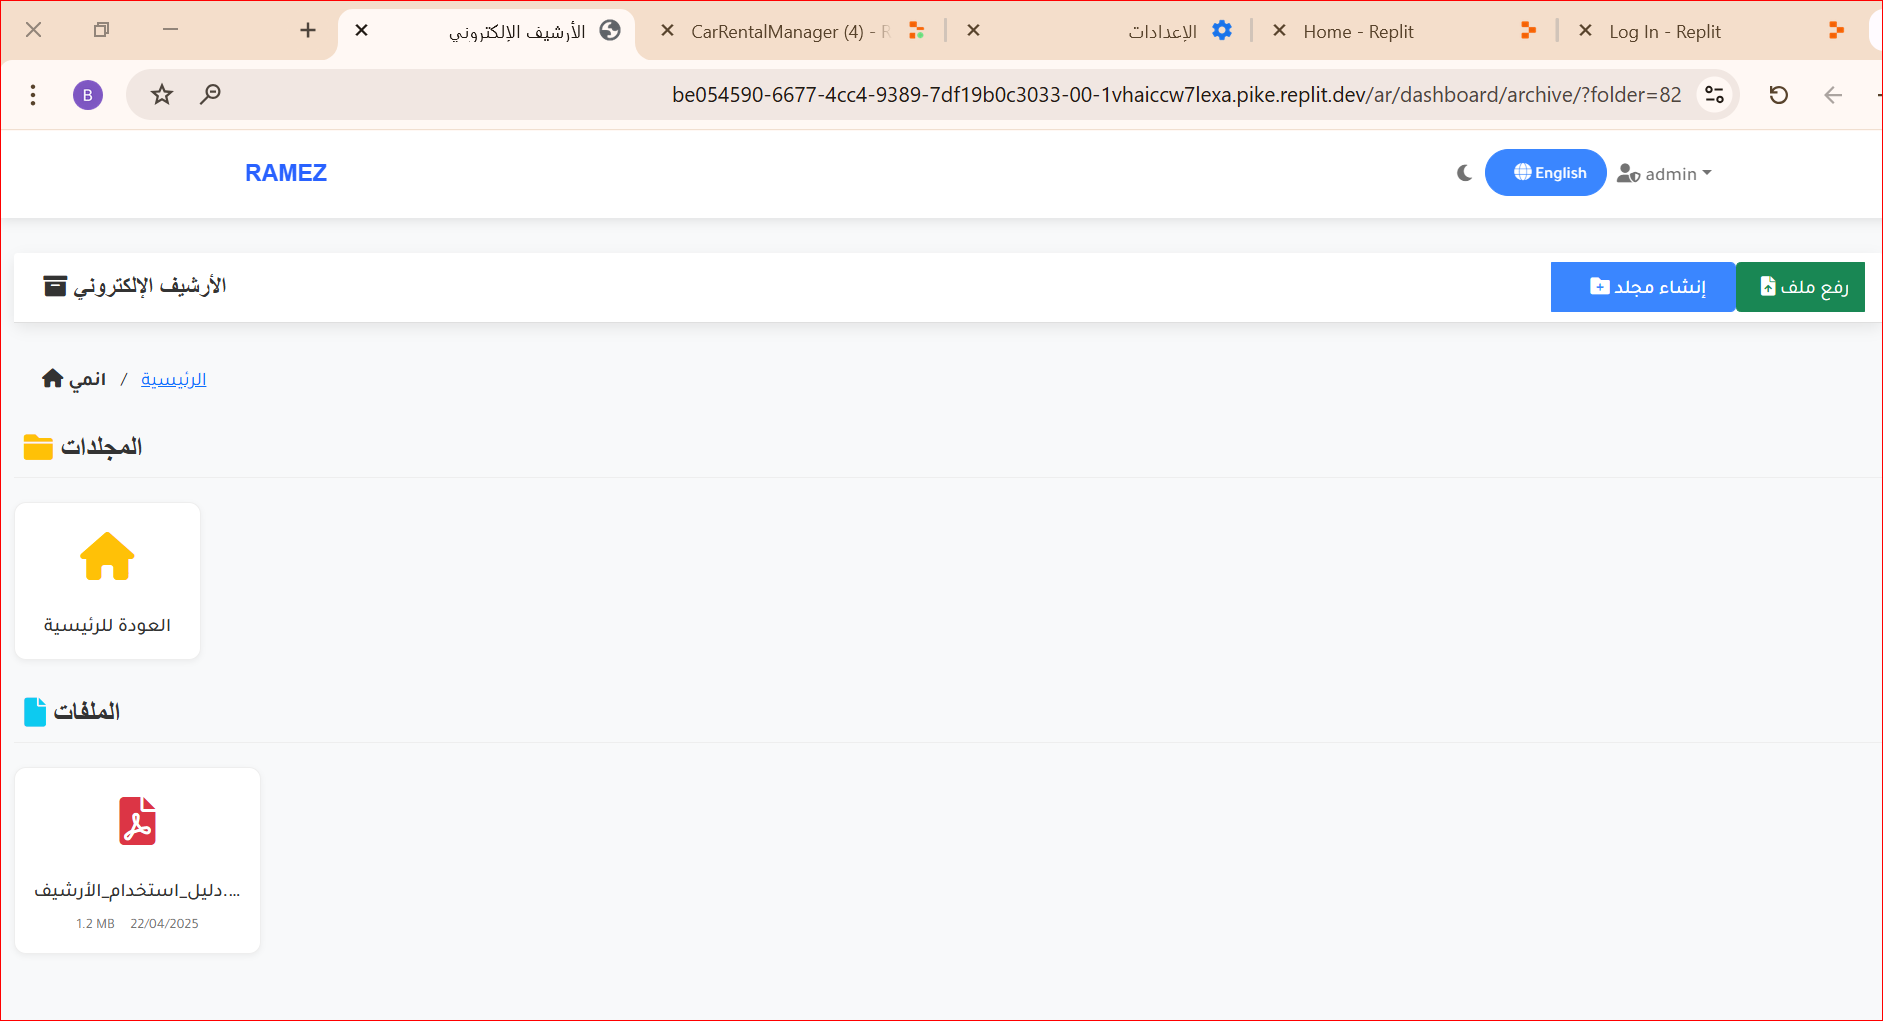 الأرشيف الإلكتروني
CarRentalManager (4) - R
الإعدادات
Home - Replit
Log In - Replit
B
be054590-6677-4cc4-9389-7df19b0c3033-00-1vhaiccw7lexa.pike.replit.dev/ar/dashboard/archive/?folder=82
RAMEZ
English
admin
الأرشيف الإلكتروني
إنشاء مجلد
رفع ملف
الرئيسية / انمي
المجلدات
العودة للرئيسية
الملفات
دليل_استخدام_الأرشيف....
1.2 MB 22/04/2025